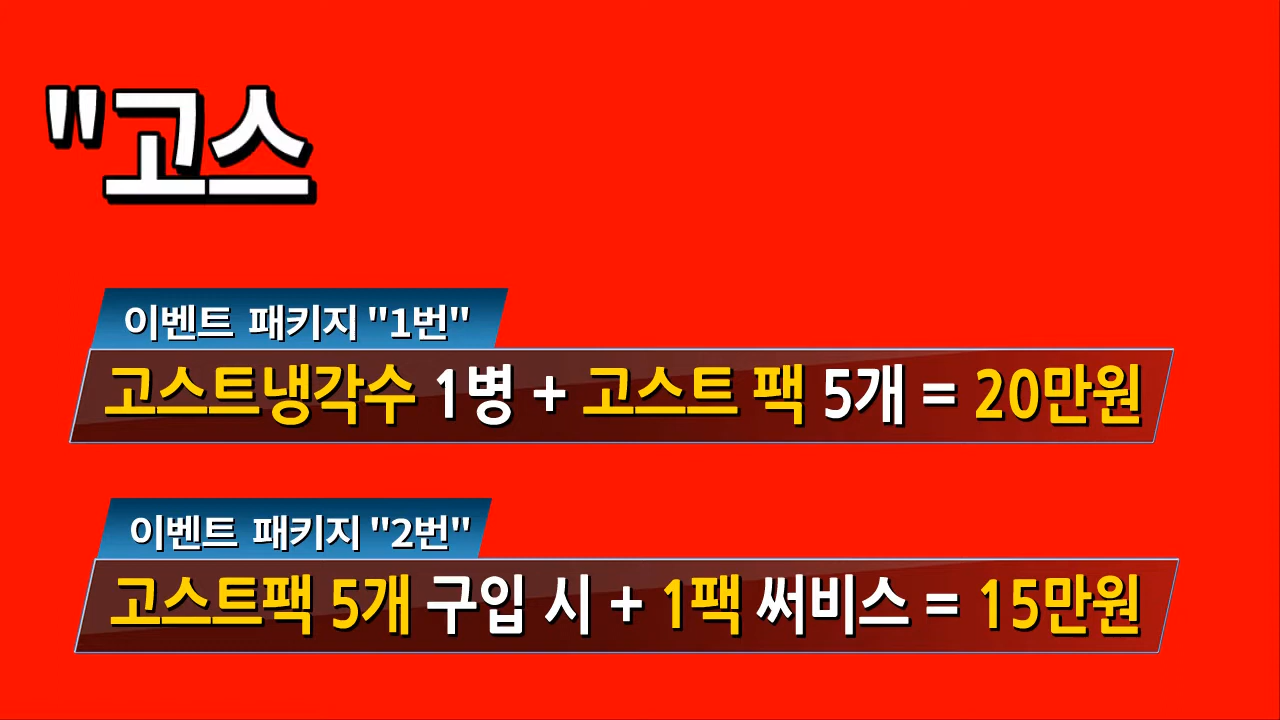 "고스
이벤트 패키지 "1번"
고스트냉각수 1병 + 고스트 팩 5개 = 20만원
이벤트 패키지 "2번"
고스트팩 5개 구입 시 + 1팩 써비스 = 15만원